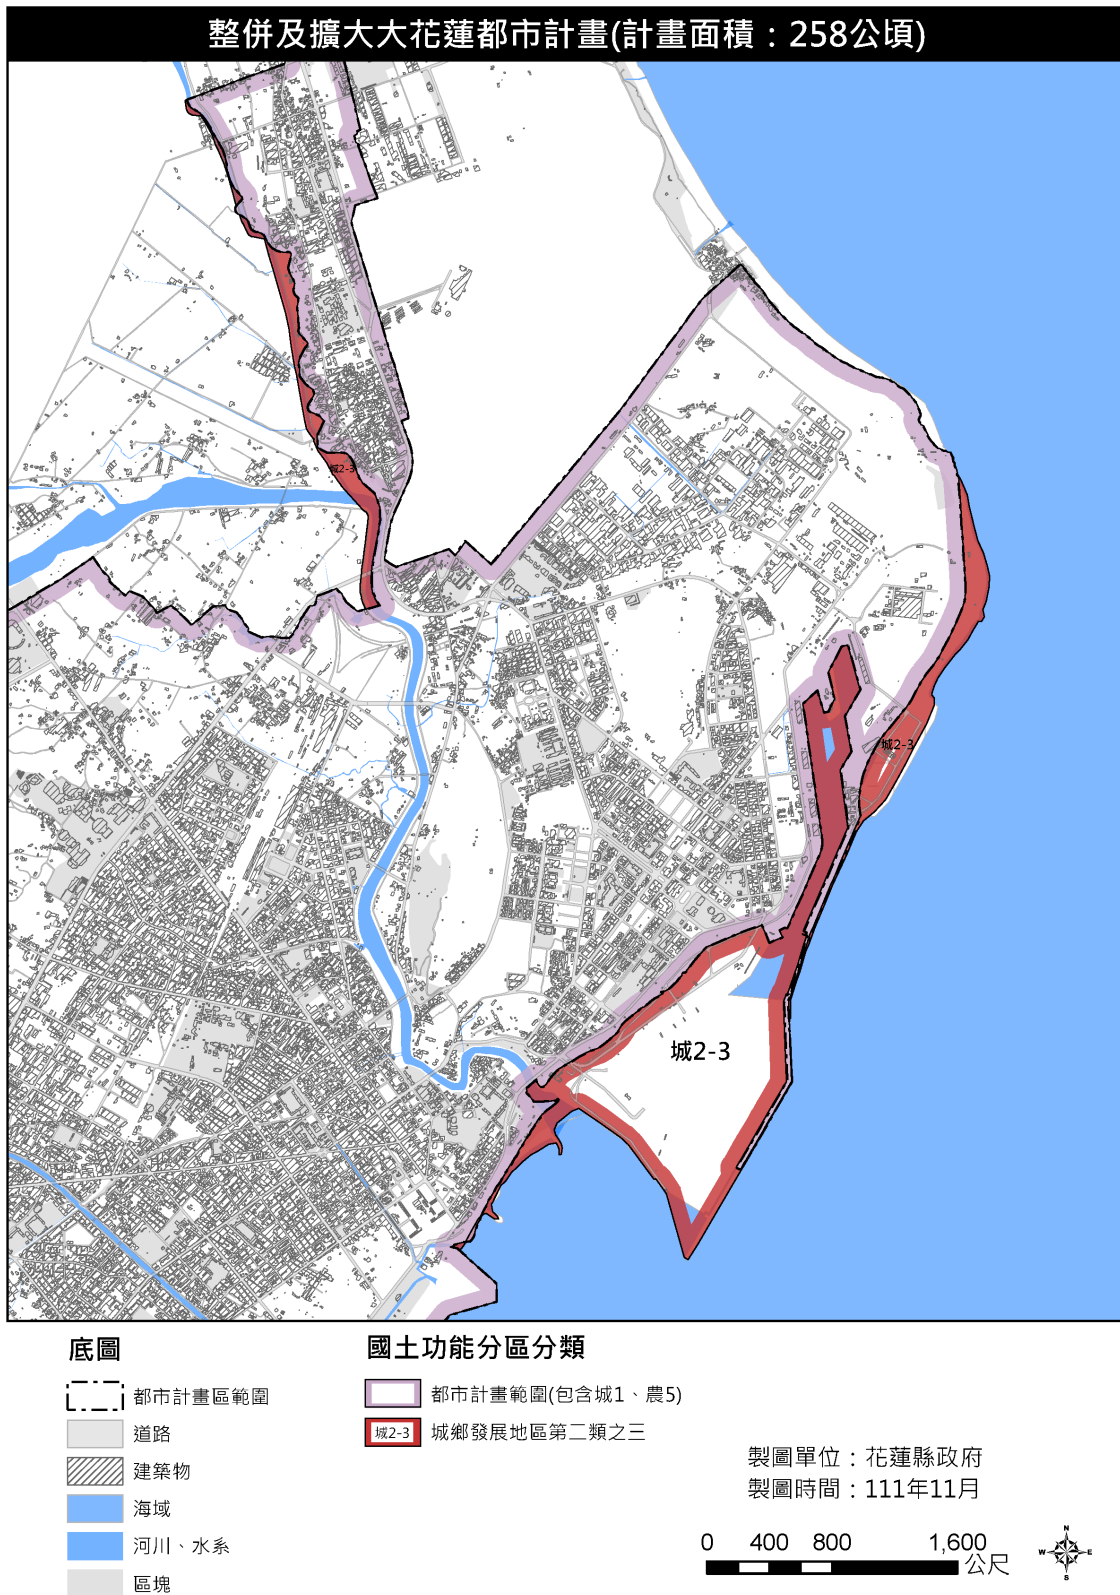 整併及擴大大花蓮都市計畫(計畫面積：258公頃)
城2-3
城2-3
城2-3
底圖
都市計畫區範圍
道路
建築物
海域
河川、水系
區塊
國土功能分區分類
都市計畫範圍(包含城1、農5)
城2-3
城鄉發展地區第二類之三
製圖單位：花蓮縣政府
製圖時間：111年11月
0 400 800 1,600
公尺
N
W E
S